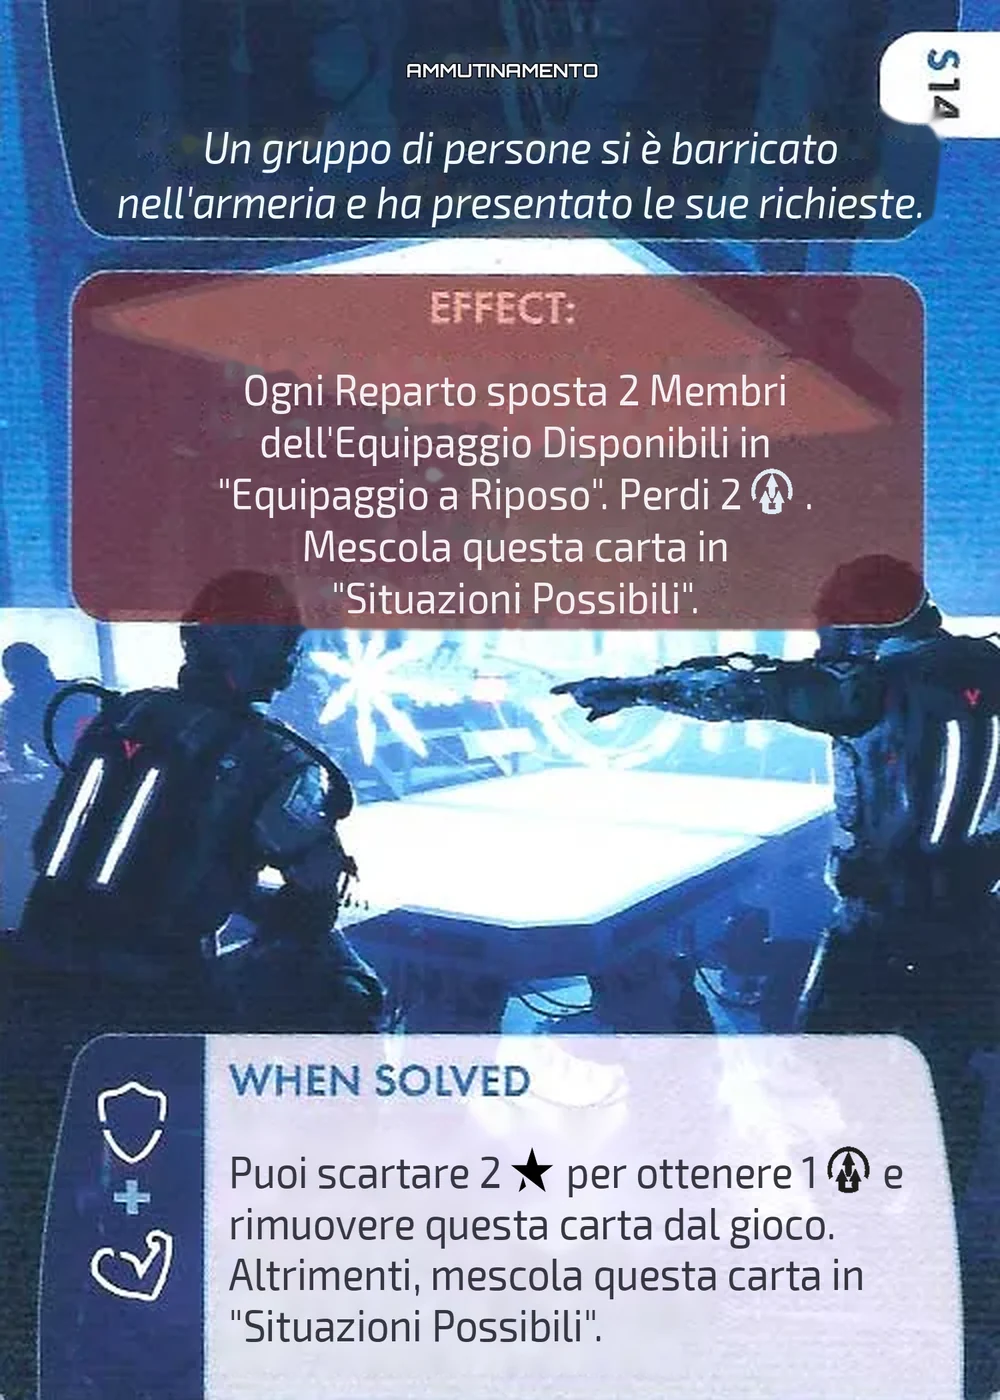 AMMUTINAMENTO
S14
Un gruppo di persone si è barricato
nell'armeria e ha presentato le sue richieste.
EFFECT:
Ogni Reparto sposta 2 Membri
dell'Equipaggio Disponibili in
"Equipaggio a Riposo". Perdi 2 .
Mescola questa carta in
"Situazioni Possibili".
WHEN SOLVED
Puoi scartare 2 ★ per ottenere 1 e
rimuovere questa carta dal gioco.
Altrimenti, mescola questa carta in
"Situazioni Possibili".